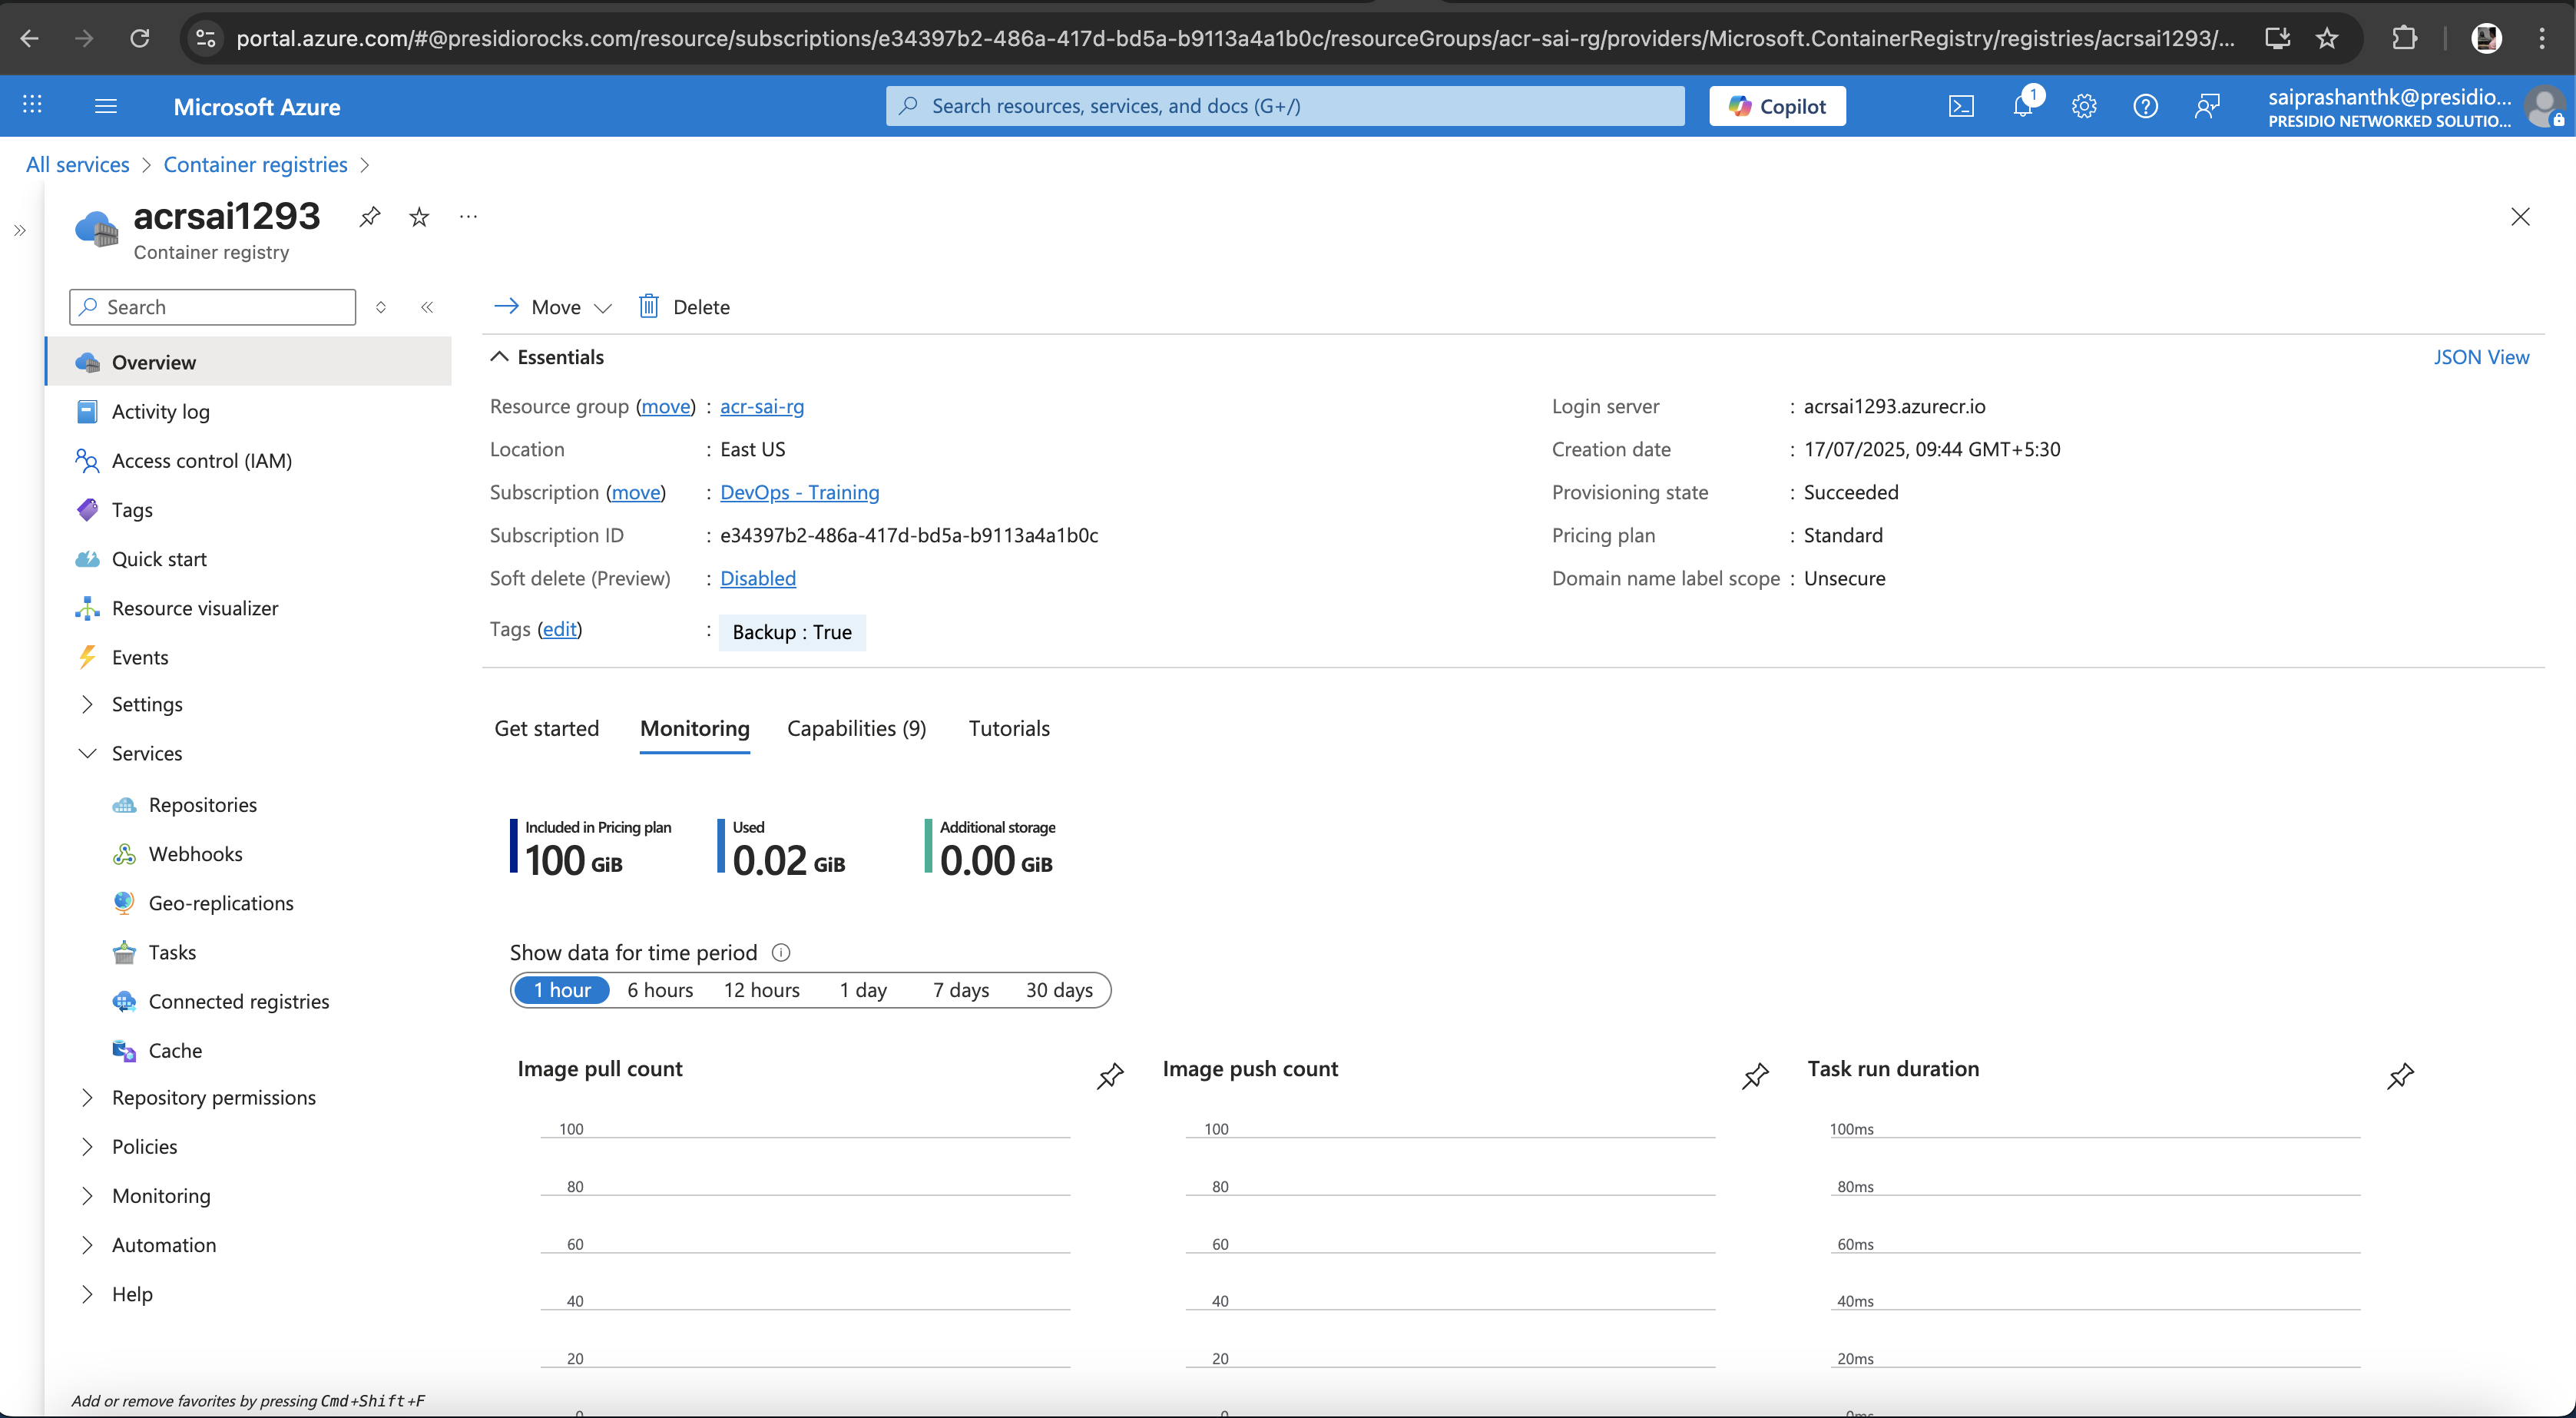 portal.azure.com/#@presidiorocks.com/resource/subscriptions/e34397b2-486a-417d-bd5a-b9113a4a1b0c/resourceGroups/acr-sai-rg/providers/Microsoft.ContainerRegistry/registries/acrsai1293/...
Microsoft Azure
Search resources, services, and docs (G+/)
Copilot
1
saiprashanthk@presidio...
PRESIDIO NETWORKED SOLUTIO...
All services > Container registries >
acrsai1293
Container registry
Search
Overview
Activity log
Access control (IAM)
Tags
Quick start
Resource visualizer
Events
Settings
Services
Repositories
Webhooks
Geo-replications
Tasks
Connected registries
Cache
Repository permissions
Policies
Monitoring
Automation
Help
Add or remove favorites by pressing Cmd+Shift+F
Move
Delete
Essentials
JSON View
Resource group (move) : acr-sai-rg
Location : East US
Subscription (move) : DevOps - Training
Subscription ID : e34397b2-486a-417d-bd5a-b9113a4a1b0c
Soft delete (Preview) : Disabled
Tags (edit) : Backup : True
Login server : acrsai1293.azurecr.io
Creation date : 17/07/2025, 09:44 GMT+5:30
Provisioning state : Succeeded
Pricing plan : Standard
Domain name label scope : Unsecure
Get started Monitoring Capabilities (9) Tutorials
Included in Pricing plan
100 GiB
Used
0.02 GiB
Additional storage
0.00 GiB
Show data for time period
1 hour 6 hours 12 hours 1 day 7 days 30 days
Image pull count
100
80
60
40
20
0
Image push count
100
80
60
40
20
0
Task run duration
100ms
80ms
60ms
40ms
20ms
0ms